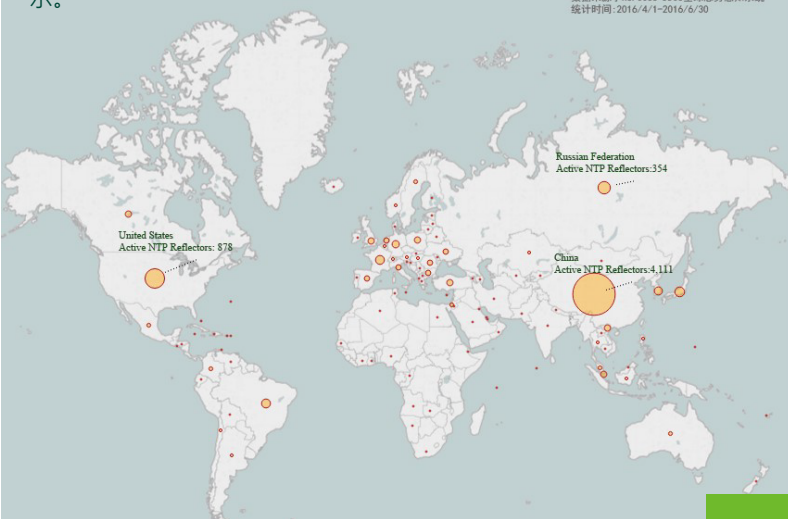 示。
统计时间:2016/4/1-2016/6/30
Russian Federation
Active NTP Reflectors:354
United States
Active NTP Reflectors: 878
China
Active NTP Reflectors:4,111